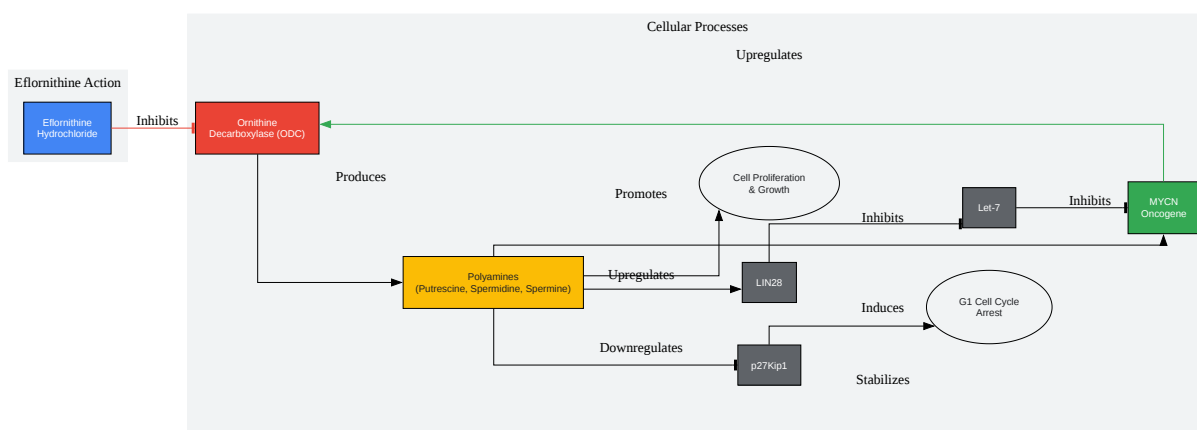 Cellular Processes
Upregulates
Eflornithine Action
Eflornithine
Hydrochloride
Inhibits
Ornithine
Decarboxylase (ODC)
Produces
Promotes
Cell Proliferation
& Growth
Inhibits
Let-7
Inhibits
MYCN
Oncogene
Polyamines
(Putrescine, Spermidine, Spermine)
Upregulates
LIN28
Downregulates
p27Kip1
Induces
G1 Cell Cycle
Arrest
Stabilizes